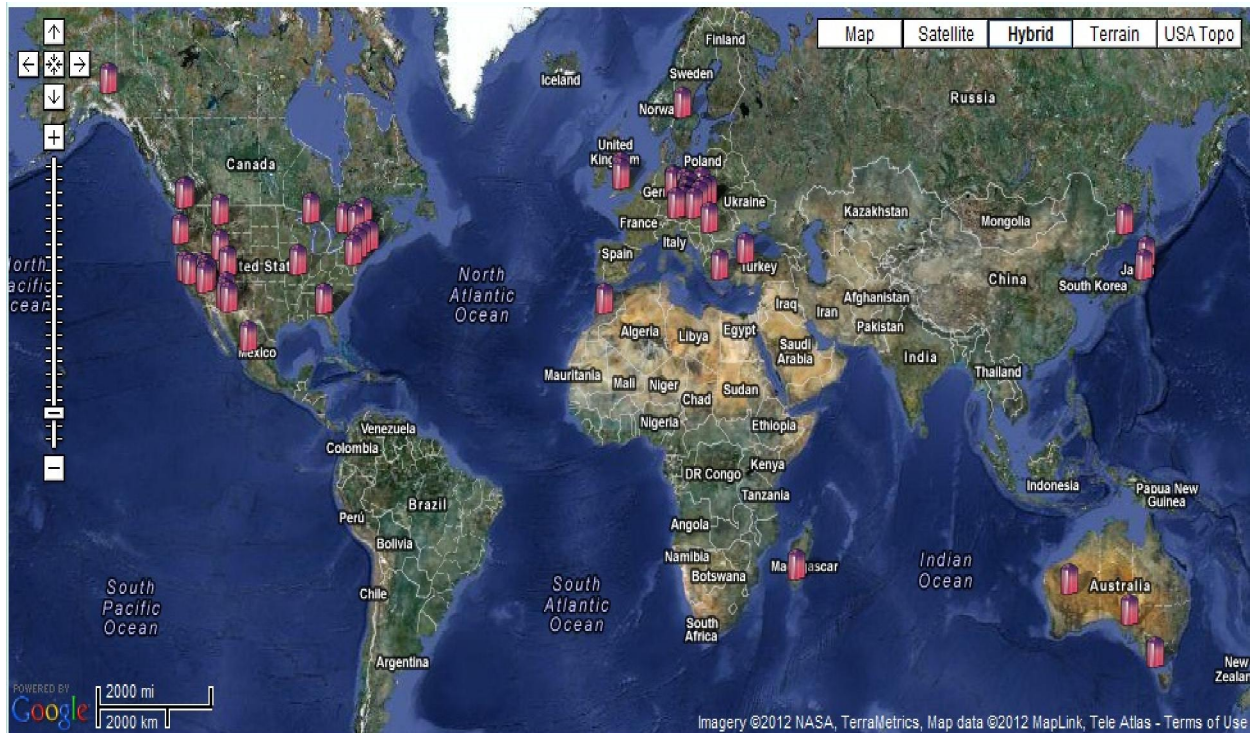 Map Satellite Hybrid Terrain USA Topo
Finland
Iceland
Sweden
Russia
Norwa
United
Kingdom
Poland
Canada
Ukraine
Kazakhstan
Mongolia
France
Italy
Spain
Turkey
China
North
Atlantic
Ocean
South Korea
Iraq
Iran
Afghanistan
Pakistan
Algeria
Libya
Egypt
Saudi
Arabia
India
Mexico
Mauritania
Mali
Niger
Chad
Sudan
Thailand
Nigeria
Ethiopia
Venezuela
Colombia
DR Congo
Kenya
Tanzania
Indonesia
Papua New
Guinea
Brazil
Perú
Angola
Bolivia
Namibia
Botswana
Indian
Ocean
Australia
South
Pacific
Ocean
Chile
South
Atlantic
Ocean
South
Africa
Argentina
New
Zealan
POWERED BY
Google
2000 mi
2000 km
Imagery ©2012 NASA, TerraMetrics, Map data ©2012 MapLink, Tele Atlas - Terms of Use